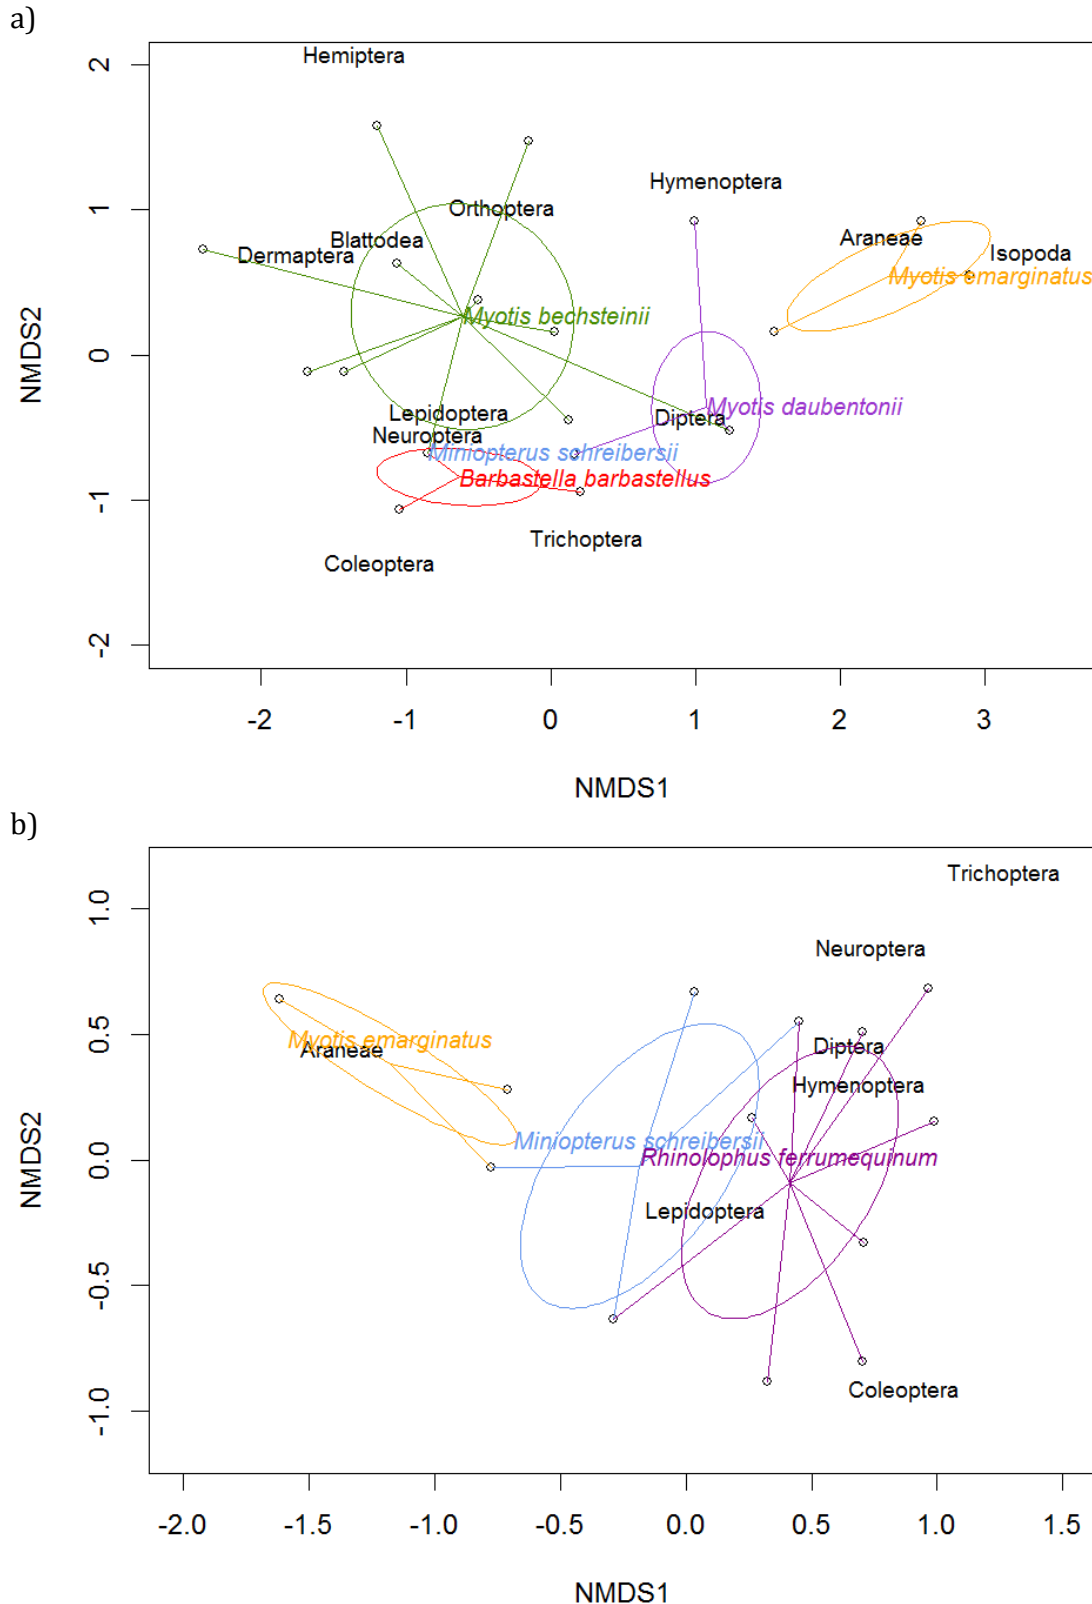 a)
Hemiptera
2
Hymenoptera
1
Orthoptera
Blattodea
Araneae
Dermaptera
Isopoda
Myotis emarginatus
Myotis bechsteinii
NMDS2
0
Lepidoptera
Myotis daubentonii
Diptera
Neuroptera
Miniopterus schreibersii
Barbastella barbastellus
-1
Trichoptera
Coleoptera
-2
-2 -1 0 1 2 3
NMDS1
b)
Trichoptera
1.0
Neuroptera
0.5
Myotis emarginatus
Araneae
Diptera
Hymenoptera
NMDS2
Miniopterus schreibersii
0.0
Rhinolophus ferrumequinum
Lepidoptera
-0.5
Coleoptera
-1.0
-2.0 -1.5 -1.0 -0.5 0.0 0.5 1.0 1.5
NMDS1